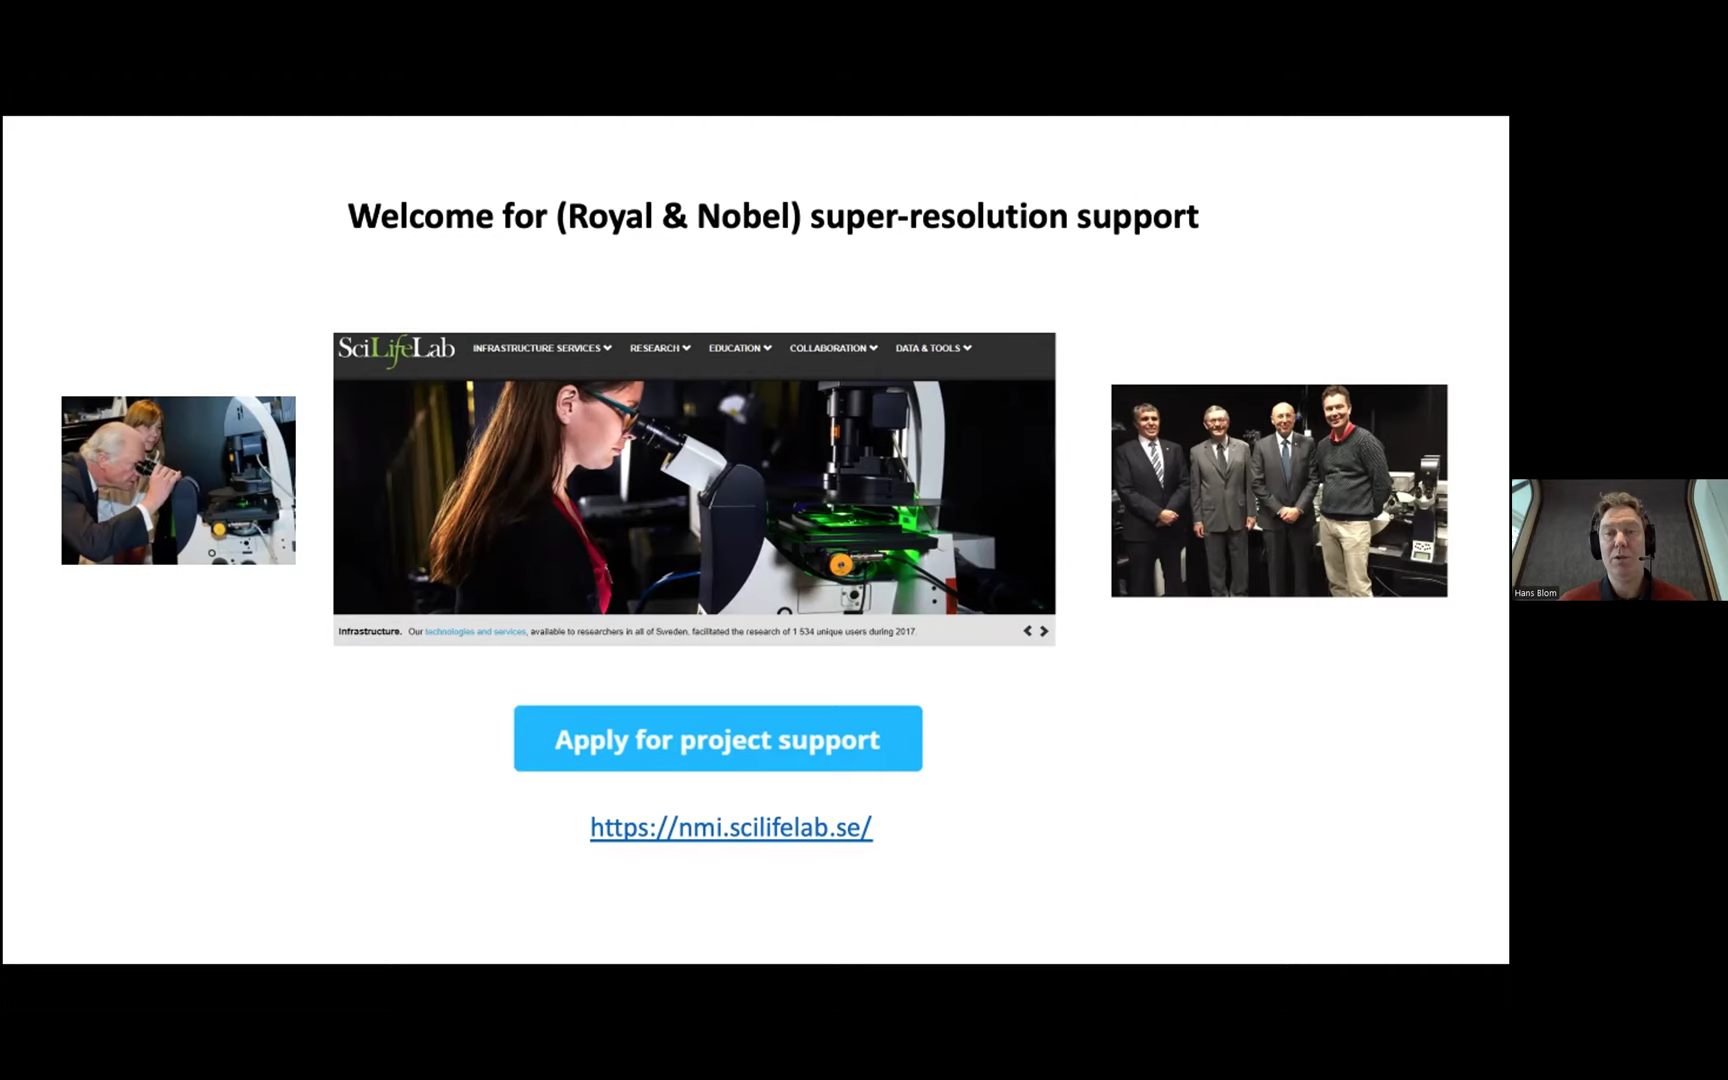 Welcome for (Royal & Nobel) super-resolution support
SciLifeLab INFRASTRUCTURE SERVICES RESEARCH EDUCATION COLLABORATION DATA & TOOLS
Infrastructure. Our technologies and services, available to researchers in all of Sweden, facilitated the research of 1 534 unique users during 2017.
Hans Blom
Apply for project support
https://nmi.scilifelab.se/